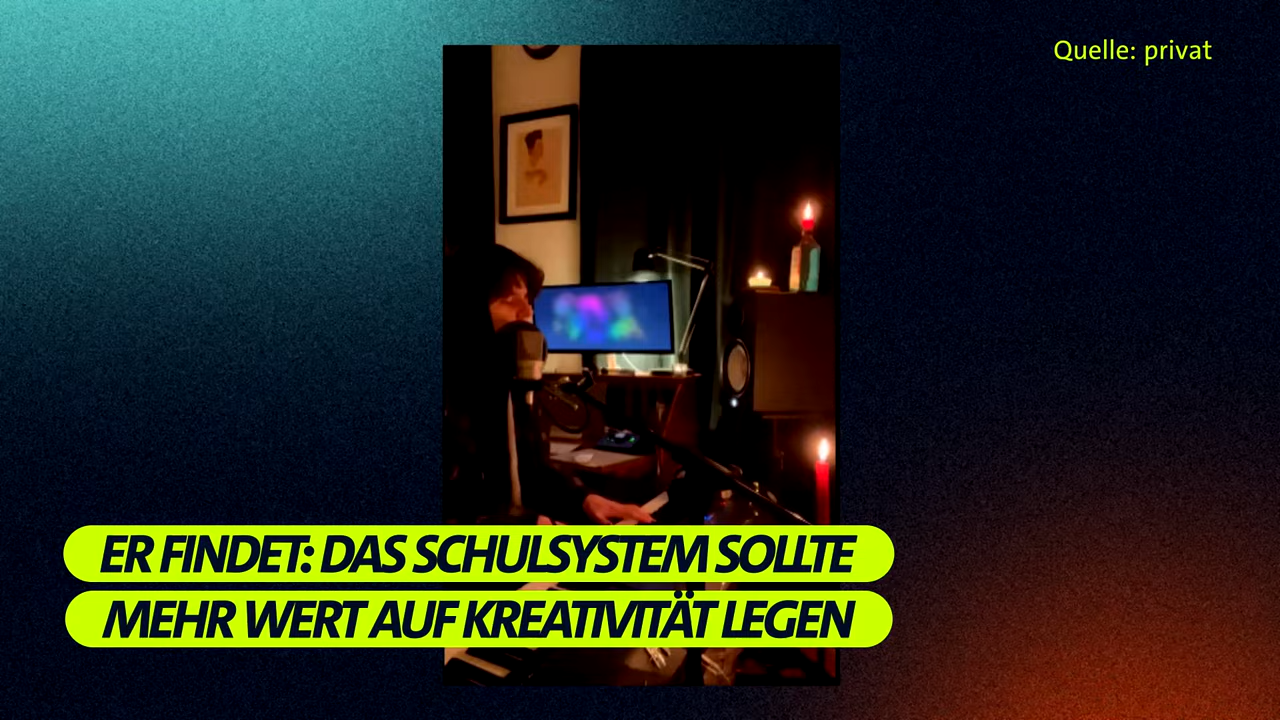 Quelle: privat
ER FINDET: DAS SCHULSYSTEM SOLLTE
MEHR WERT AUF KREATIVITÄT LEGEN